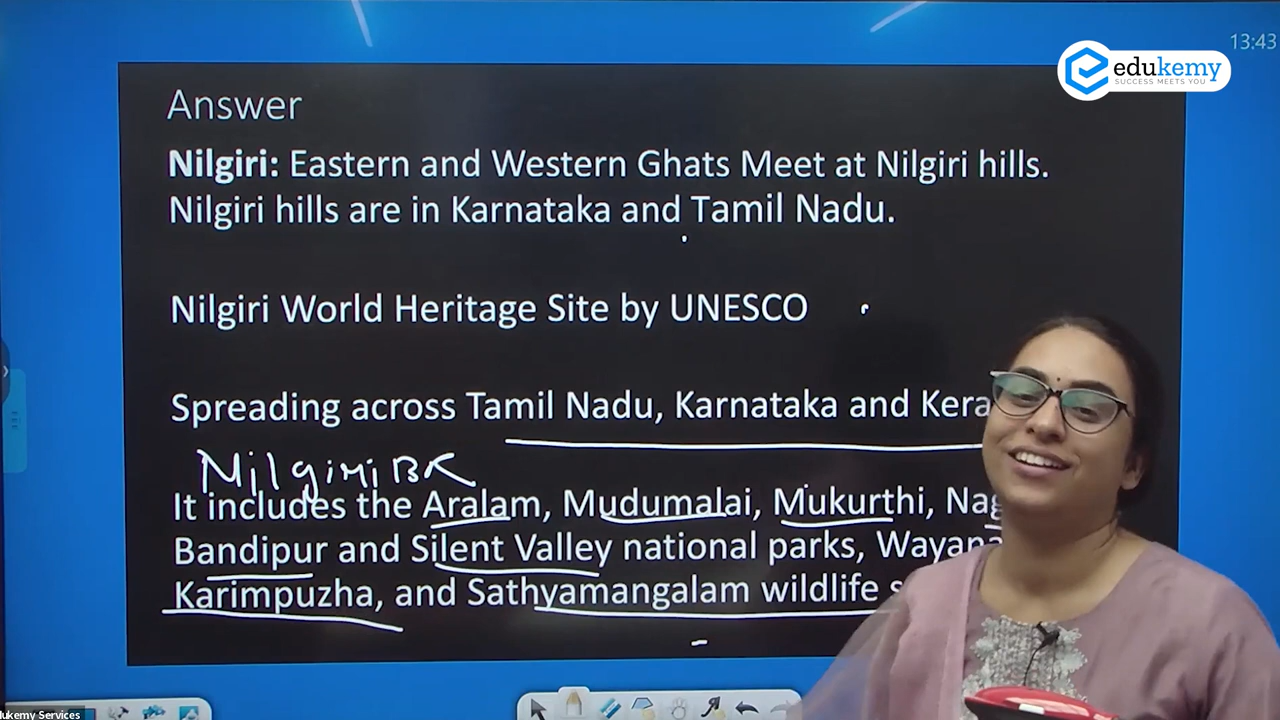 13:43
edukemy
SUCCESS MEETS YOU
Answer
Nilgiri: Eastern and Western Ghats Meet at Nilgiri hills.
Nilgiri hills are in Karnataka and Tamil Nadu.
Nilgiri World Heritage Site by UNESCO
Spreading across Tamil Nadu, Karnataka and Kera
Nilgiri BR
It includes the Aralam, Mudumalai, Mukurthi, Nag
Bandipur and Silent Valley national parks, Wayana
Karimpuzha, and Sathyamangalam wildlife s
dukemy Services